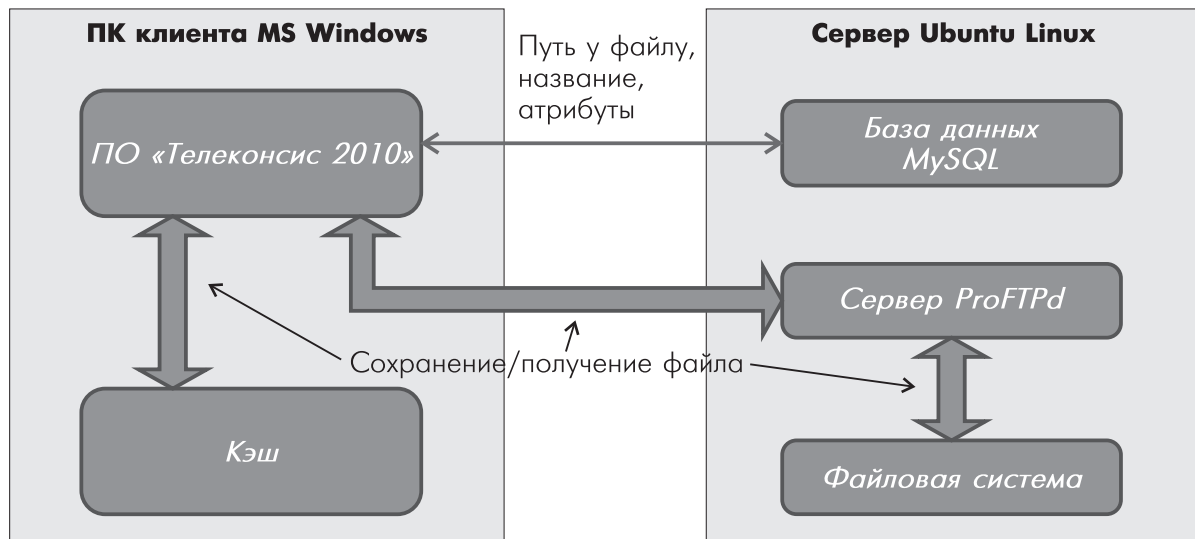 ПК клиента MS Windows
Путь у файлу,
название,
атрибуты
Сервер Ubuntu Linux
ПО «Телеконсис 2010»
База данных
MySQL
Сервер ProFTPd
Сохранение/получение файла
Кэш
Файловая система